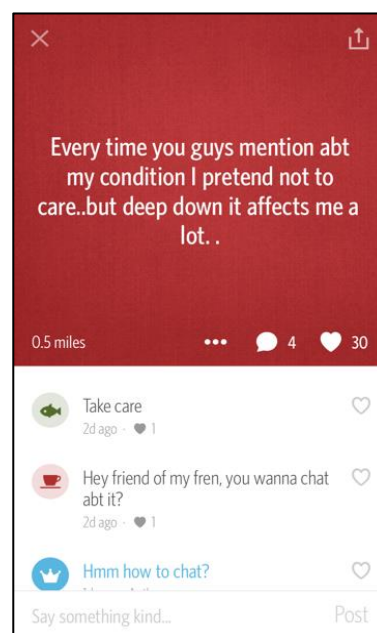 Every time you guys mention abt
my condition I pretend not to
care..but deep down it affects me a
lot. .
0.5 miles
4
30
Take care
2d ago · 1
Hey friend of my fren, you wanna chat
abt it?
2d ago · 1
Hmm how to chat?
Say something kind...
Post